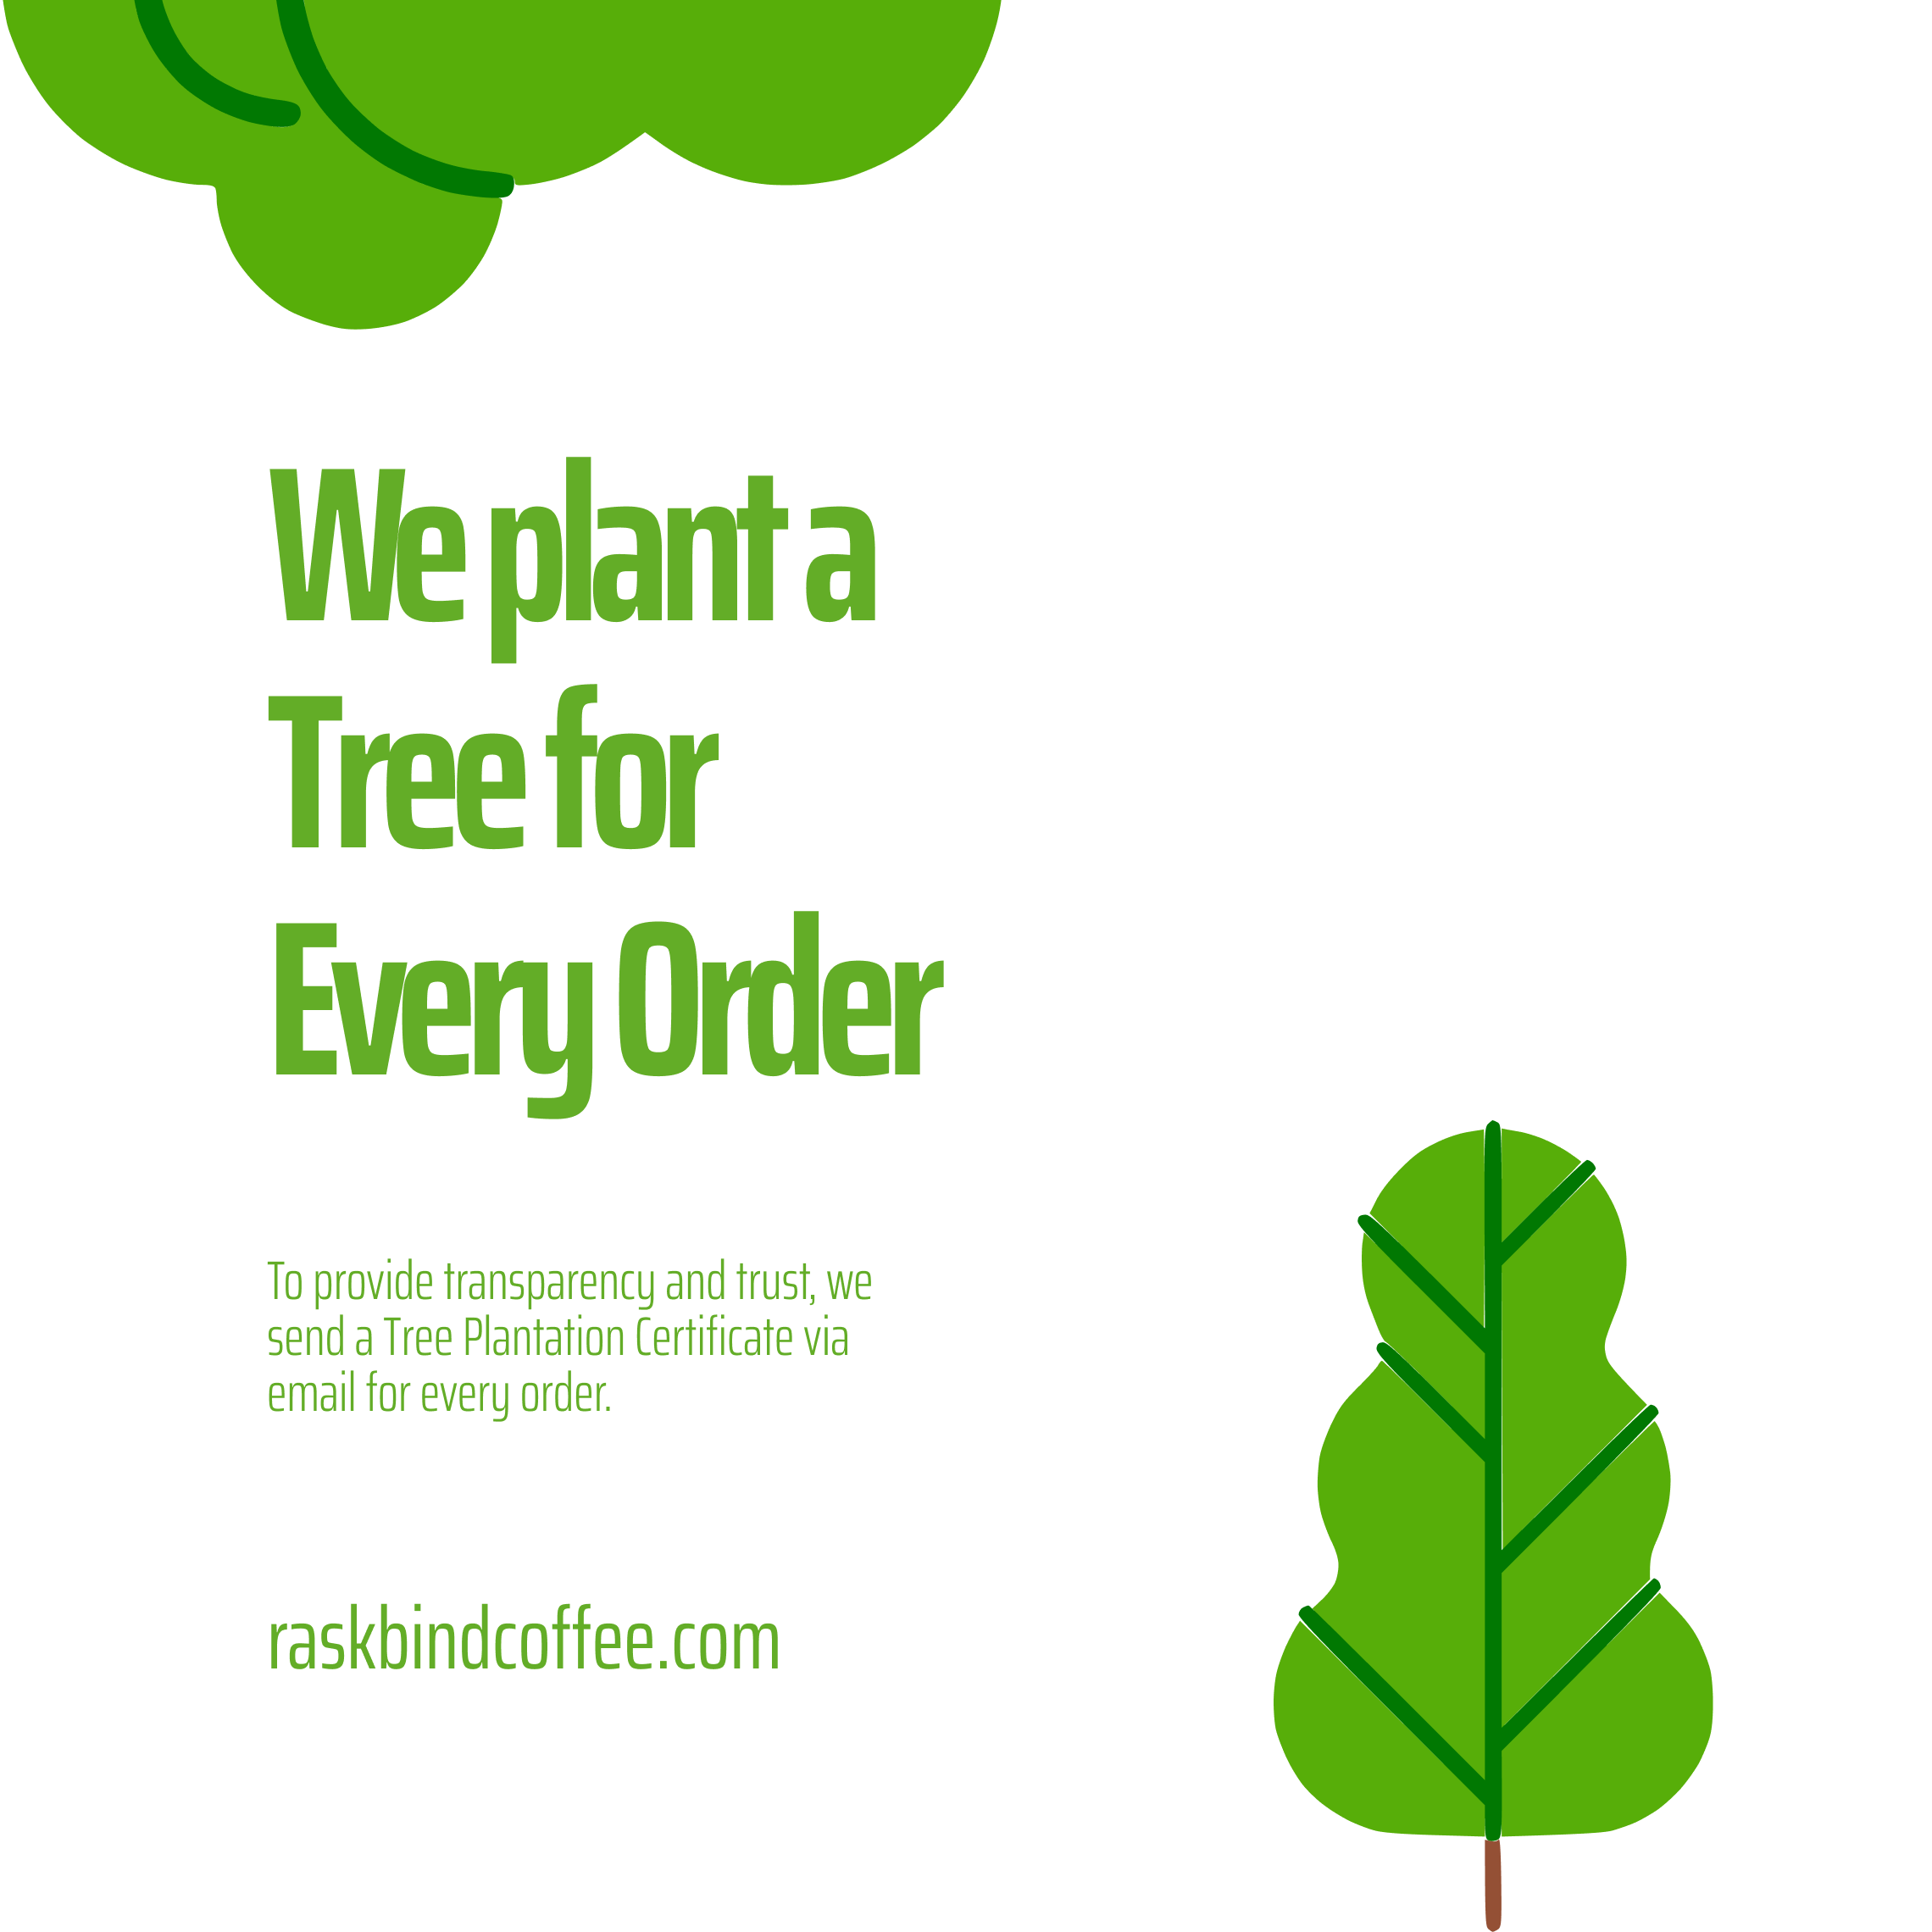 We plant a
Tree for
Every Order
To provide transparency and trust, we
send a Tree Plantation Certificate via
email for every order.
raskbindcoffee.com